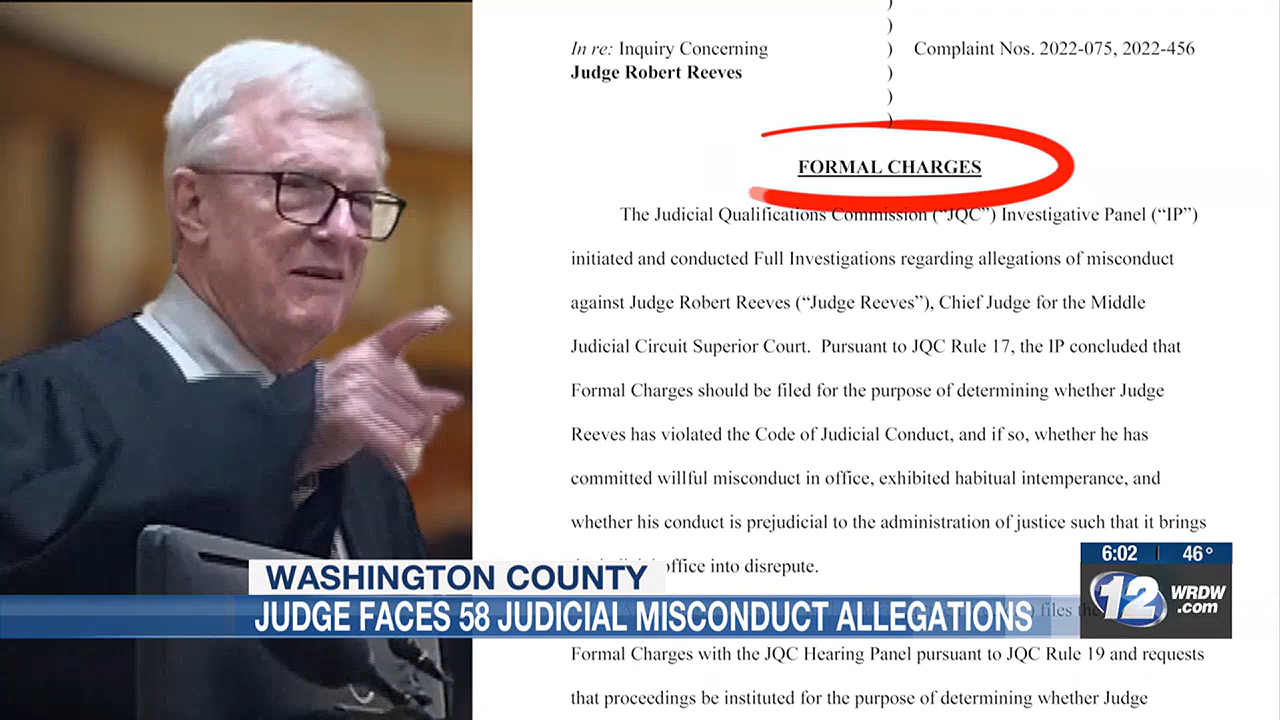 In re: Inquiry Concerning
Judge Robert Reeves
)
)
)
)
)
)
Complaint Nos. 2022-075, 2022-456
FORMAL CHARGES
The Judicial Qualifications Commission (“JQC”) Investigative Panel (“IP”)
initiated and conducted Full Investigations regarding allegations of misconduct
against Judge Robert Reeves (“Judge Reeves”), Chief Judge for the Middle
Judicial Circuit Superior Court. Pursuant to JQC Rule 17, the IP concluded that
Formal Charges should be filed for the purpose of determining whether Judge
Reeves has violated the Code of Judicial Conduct, and if so, whether he has
committed willful misconduct in office, exhibited habitual intemperance, and
whether his conduct is prejudicial to the administration of justice such that it brings
office into disrepute.
files the
Formal Charges with the JQC Hearing Panel pursuant to JQC Rule 19 and requests
that proceedings be instituted for the purpose of determining whether Judge
WASHINGTON COUNTY
JUDGE FACES 58 JUDICIAL MISCONDUCT ALLEGATIONS
6:02 46°
12 WRDW
.com